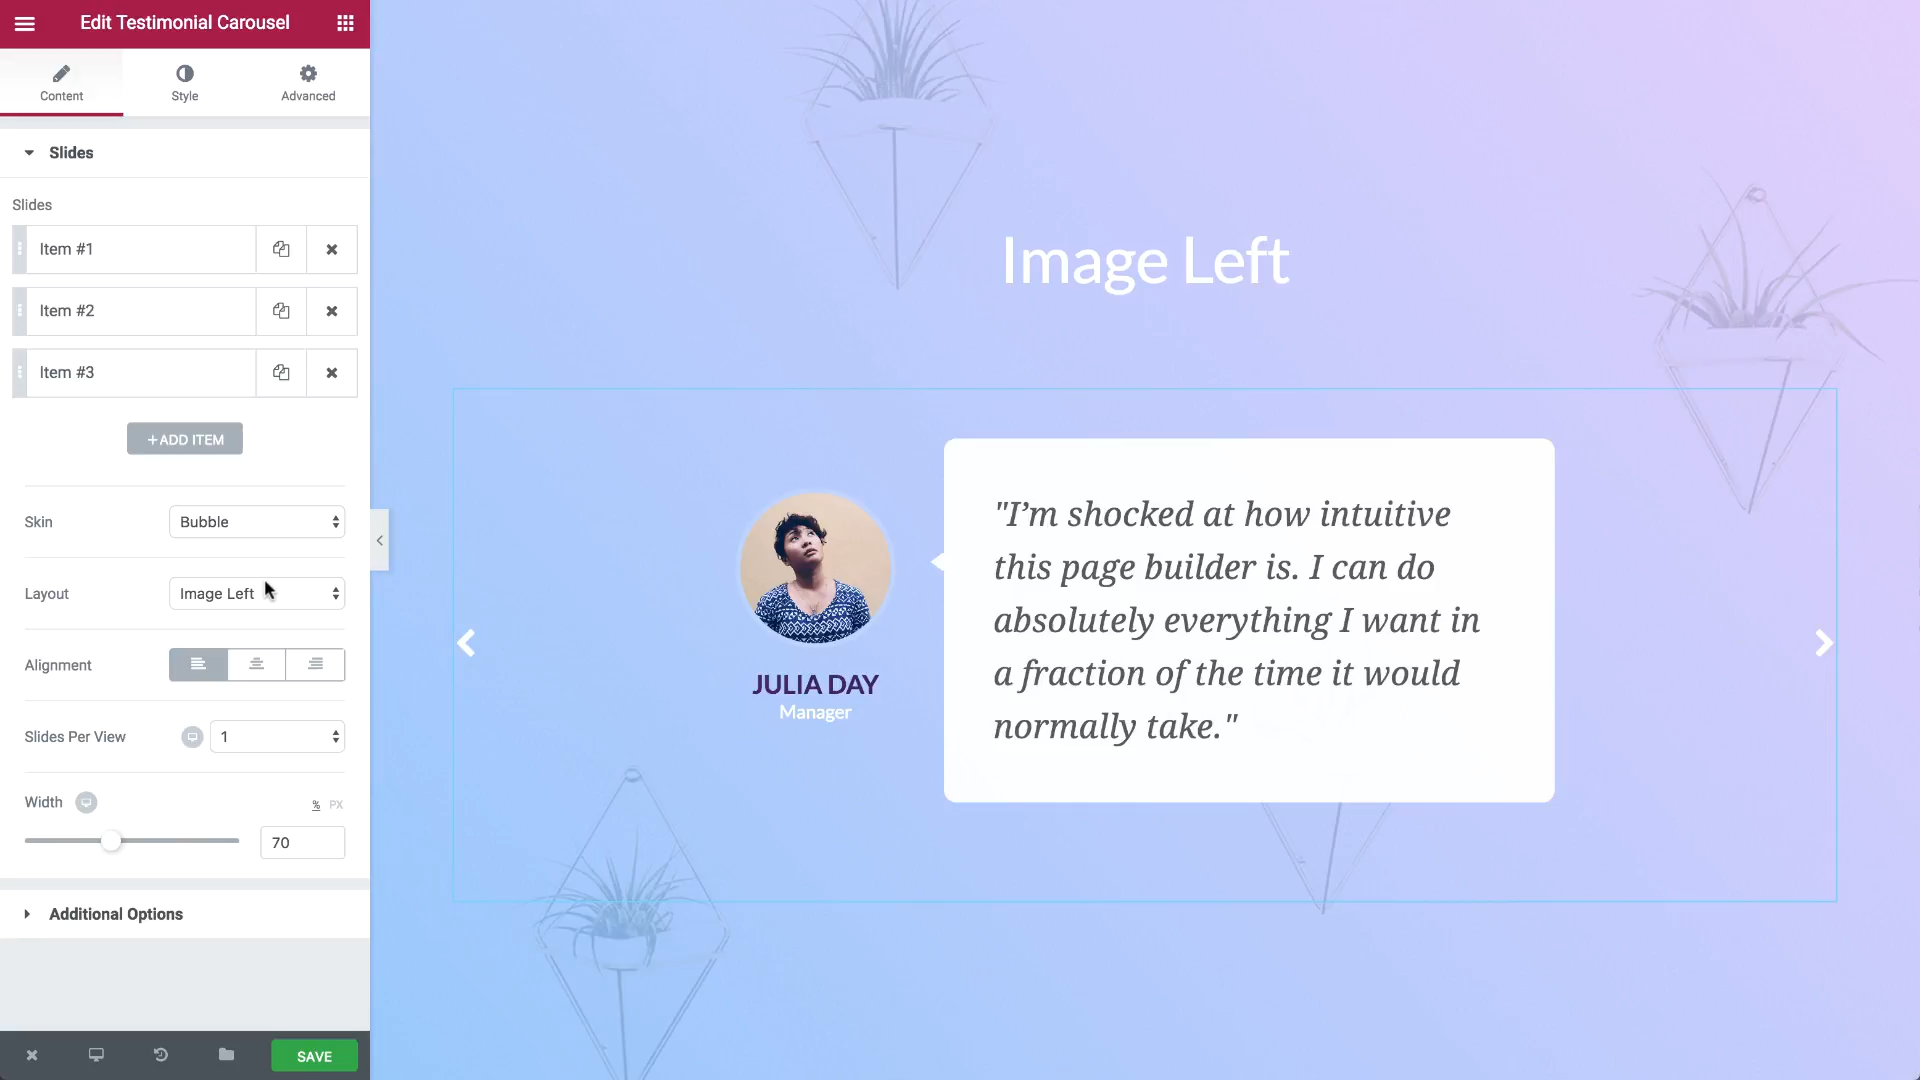 Edit Testimonial Carousel
Content
Style
Advanced
Slides
Slides
Item #1
Item #2
Item #3
+ADD ITEM
Skin
Bubble
Layout
Image Left
Alignment
Slides Per View
1
Width
% PX
70
Additional Options
SAVE
Image Left
"I’m shocked at how intuitive
this page builder is. I can do
absolutely everything I want in
a fraction of the time it would
normally take."
JULIA DAY
Manager